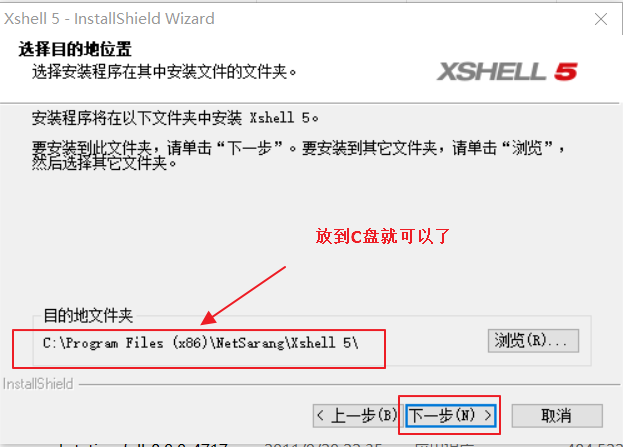 Xshell 5 - InstallShield Wizard
选择目的地位置
选择安装程序在其中安装文件的文件夹。
XSHELL 5
安装程序将在以下文件夹中安装 Xshell 5。
要安装到此文件夹，请单击“下一步”。要安装到其它文件夹，请单击“浏览”，
然后选择其它文件夹。
放到C盘就可以了
目的地文件夹
C:\Program Files (x86)\NetSarang\Xshell 5\
浏览(R)...
InstallShield
< 上一步(B) 下一步(N) > 取消